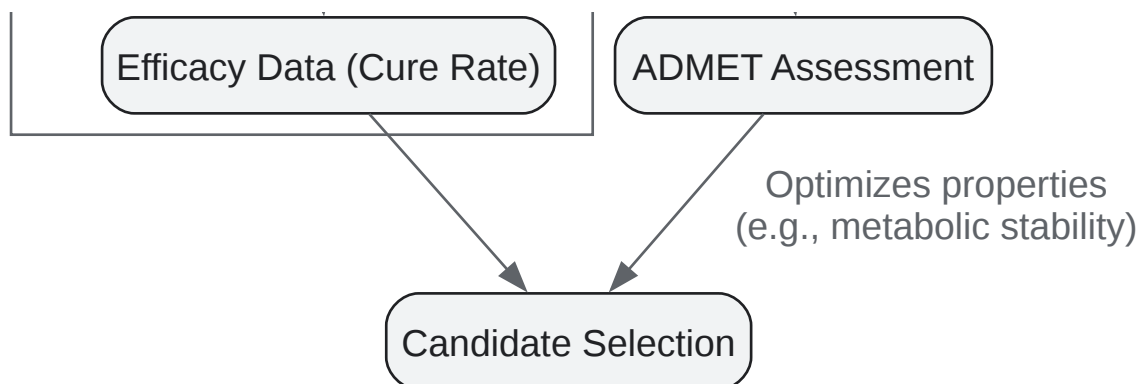 Efficacy Data (Cure Rate)
ADMET Assessment
Optimizes properties
(e.g., metabolic stability)
Candidate Selection